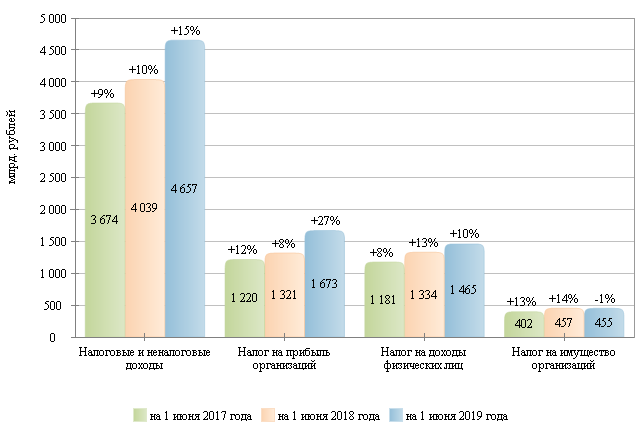 5 000
4 500
4 000
3 500
3 000
2 500
2 000
1 500
1 000
500
0
млрд. рублей
+9%
+10%
+15%
3 674
4 039
4 657
+12%
+8%
+27%
1 220
1 321
1 673
+8%
+13%
+10%
1 181
1 334
1 465
+13%
+14%
-1%
402
457
455
Налоговые и неналоговые
доходы
Налог на прибыль
организаций
Налог на доходы
физических лиц
Налог на имущество
организаций
на 1 июня 2017 года
на 1 июня 2018 года
на 1 июня 2019 года